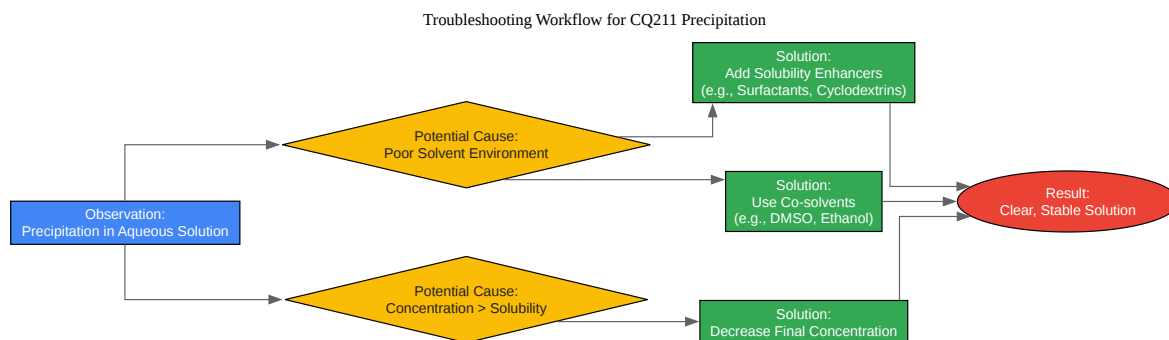 Troubleshooting Workflow for CQ211 Precipitation
Observation:
Precipitation in Aqueous Solution
Potential Cause:
Poor Solvent Environment
Potential Cause:
Concentration > Solubility
Solution:
Add Solubility Enhancers
(e.g., Surfactants, Cyclodextrins)
Solution:
Use Co-solvents
(e.g., DMSO, Ethanol)
Solution:
Decrease Final Concentration
Result:
Clear, Stable Solution